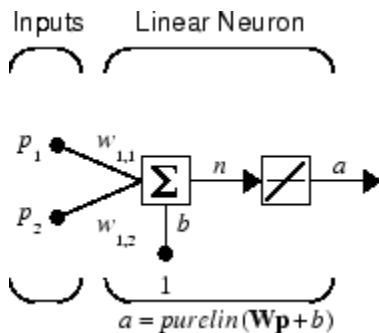 Inputs Linear Neuron
p₁ w₁,₁ n a
p₂ w₁,₂ Σ b
1
a = purelin(Wp+b)